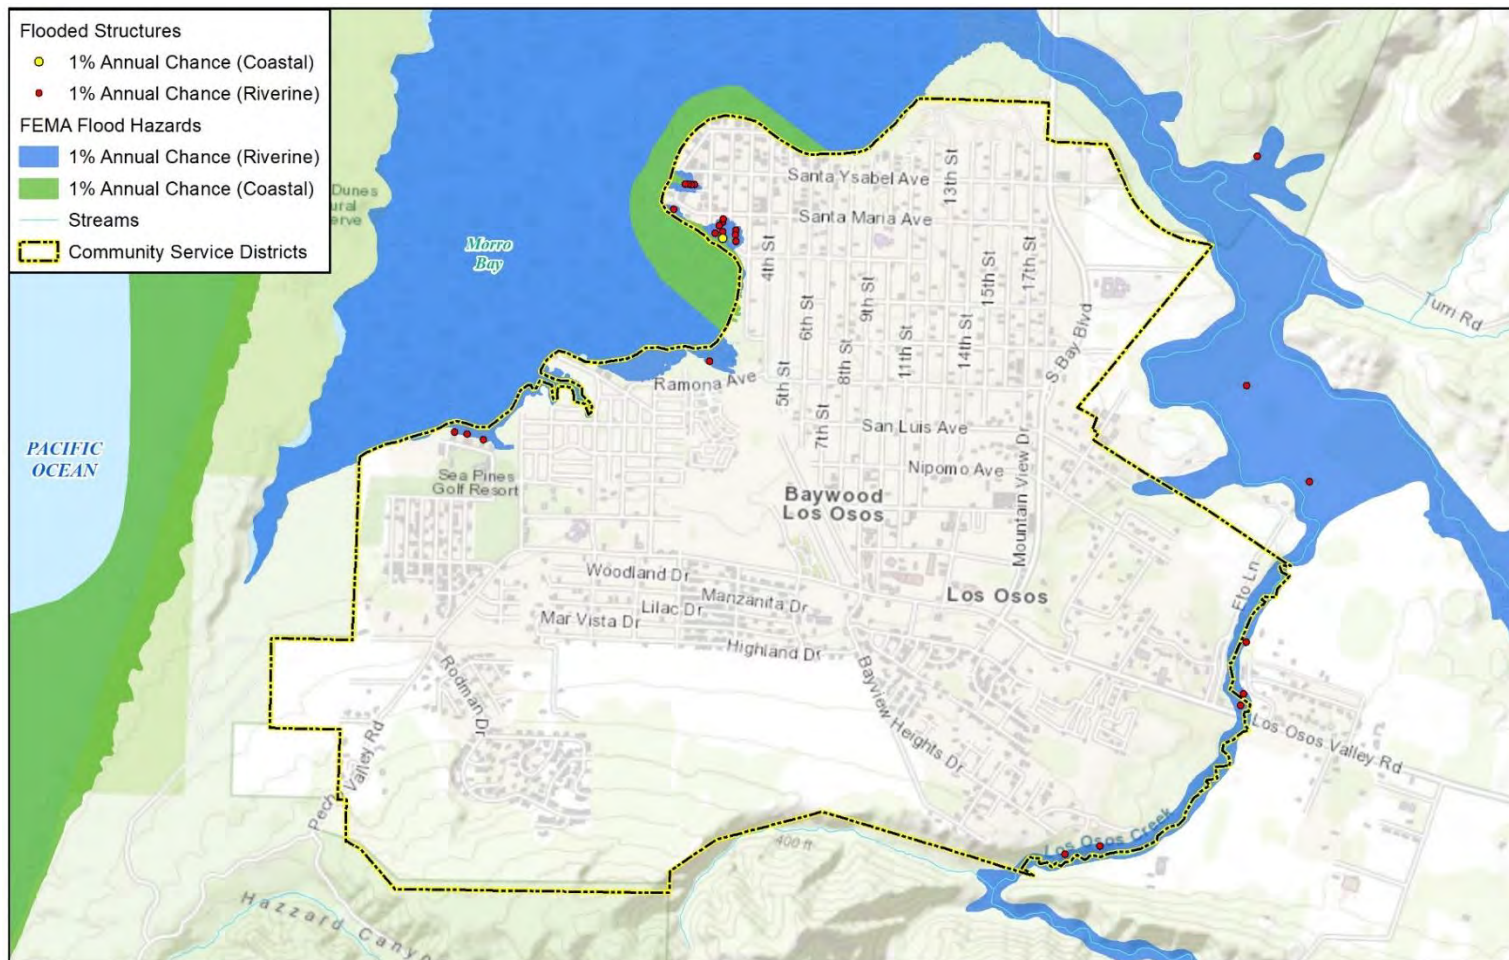 Flooded Structures
1% Annual Chance (Coastal)
1% Annual Chance (Riverine)
FEMA Flood Hazards
1% Annual Chance (Riverine)
1% Annual Chance (Coastal)
Streams
Community Service Districts
Dunes
Morro
Bay
PACIFIC
OCEAN
Santa Ysabel Ave
Santa Maria Ave
13th St
4th St
6th St
9th St
15th St
17th St
Turri Rd
S Bay Blvd
8th St
11th St
14th St
Ramona Ave
5th St
7th St
San Luis Ave
Nipomo Ave
Mountain View Dr
Sea Pines
Golf Resort
Baywood
Los Osos
Woodland Dr
Manzanita Dr
Lilac Dr
Mar Vista Dr
Highland Dr
Los Osos
Eto Ln
Rodman Dr
Bayview Heights Dr
Los Osos Valley Rd
Valley Rd
Los Osos Creek
400 ft
Hazzard